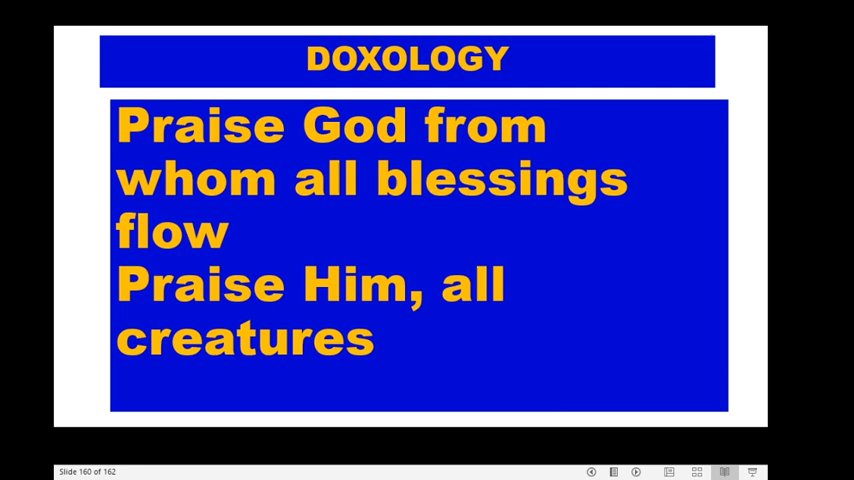 DOXOLOGY
Praise God from
whom all blessings
flow
Praise Him, all
creatures
Slide 160 of 162